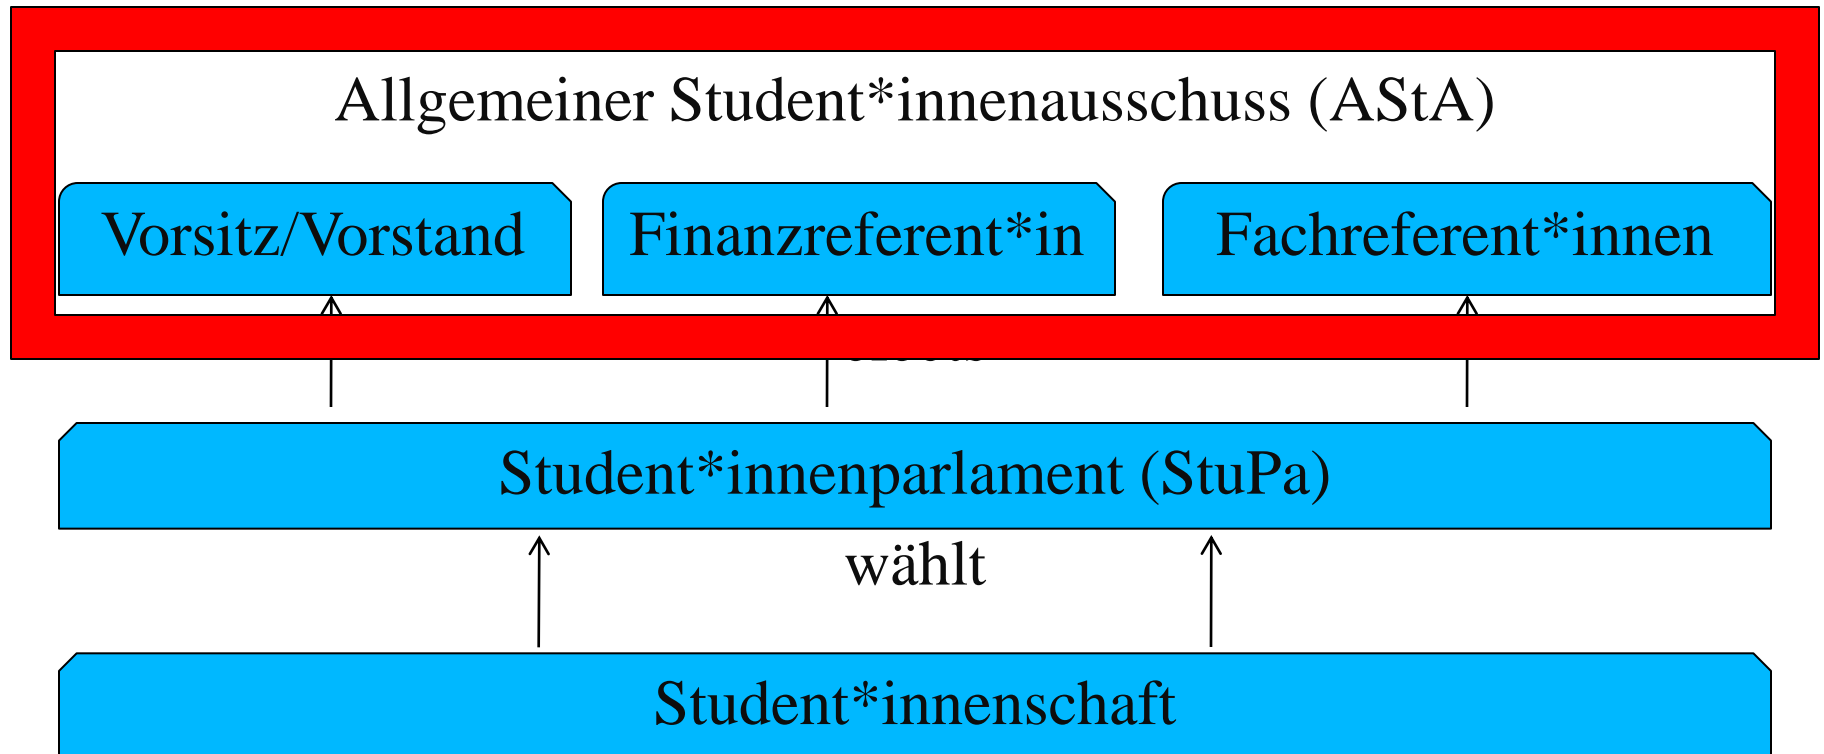 Allgemeiner Student*innenausschuss (AStA)
Vorsitz/Vorstand Finanzreferent*in Fachreferent*innen
Student*innenparlament (StuPa)
wählt
Student*innenschaft